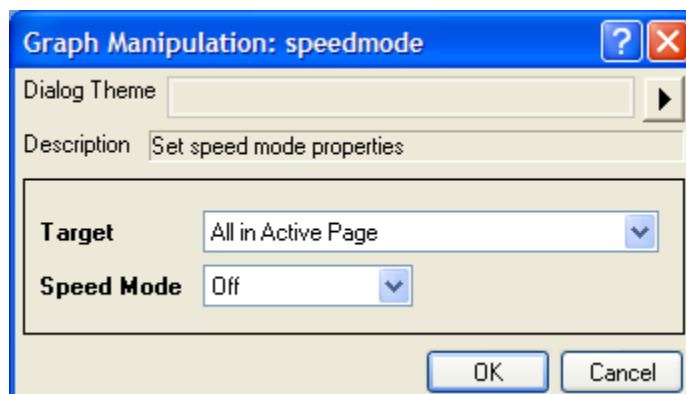 Graph Manipulation: speedmode
Dialog Theme
Description Set speed mode properties
Target All in Active Page
Speed Mode Off
OK Cancel